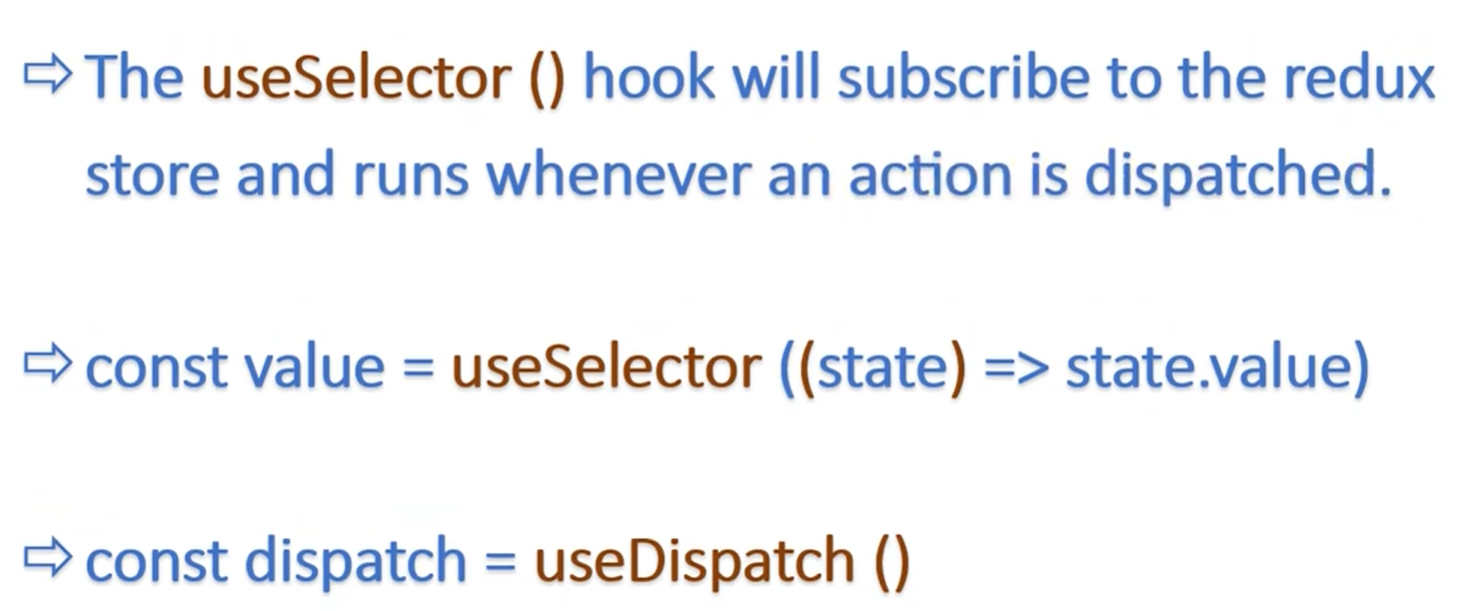 ⇨ The useSelector () hook will subscribe to the redux
store and runs whenever an action is dispatched.
⇨ const value = useSelector ((state) => state.value)
⇨ const dispatch = useDispatch ()